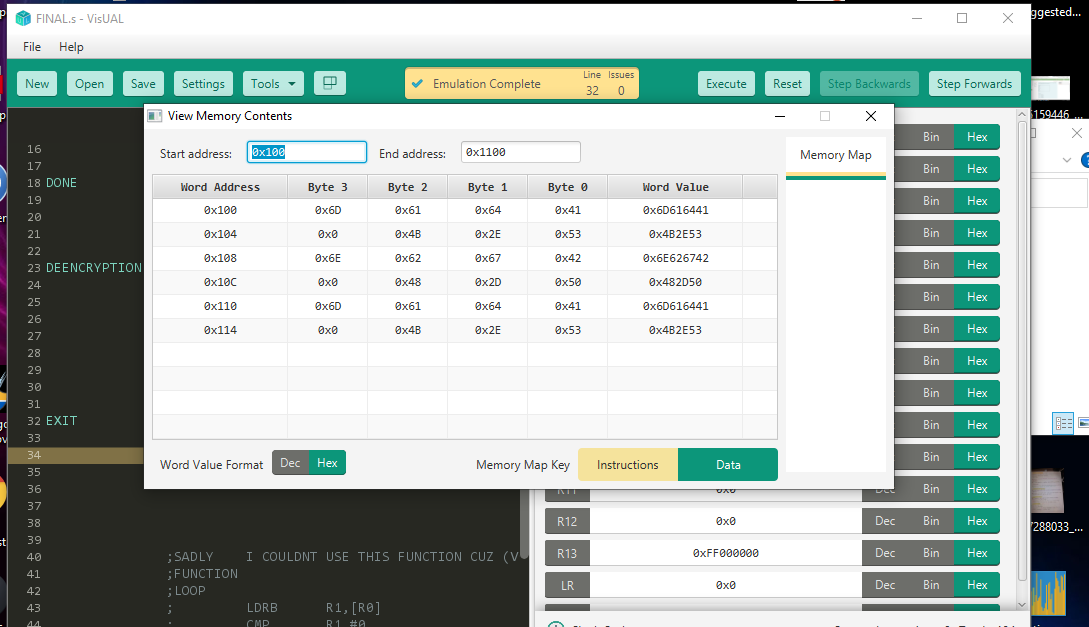 FINAL.s - VisUAL
ggested...
File Help
New Open Save Settings Tools Emulation Complete Line Issues 32 0 Execute Reset Step Backwards Step Forwards
View Memory Contents
Start address: 0x100 End address: 0x1100 Memory Map
Word Address Byte 3 Byte 2 Byte 1 Byte 0 Word Value
0x100 0x6D 0x61 0x64 0x41 0x6D616441
0x104 0x0 0x4B 0x2E 0x53 0x4B2E53
0x108 0x6E 0x62 0x67 0x42 0x6E626742
0x10C 0x0 0x48 0x2D 0x50 0x482D50
0x110 0x6D 0x61 0x64 0x41 0x6D616441
0x114 0x0 0x4B 0x2E 0x53 0x4B2E53
Word Value Format Dec Hex Memory Map Key Instructions Data
16
17
18 DONE
19
20
21
22
23 DEENCRYPTION
24
25
26
27
28
29
30
31
32 EXIT
33
34
35
36
37
38
39
40 ;SADLY I COULDNT USE THIS FUNCTION CUZ (V
41 ;FUNCTION
42 ;LOOP
43 ; LDRB R1,[R0]
44 ; CMP R1,#0
Bin Hex
Bin Hex
Bin Hex
Bin Hex
Bin Hex
Bin Hex
Bin Hex
Bin Hex
Bin Hex
Bin Hex
Bin Hex
R11 0x0 Dec Bin Hex
R12 0x0 Dec Bin Hex
R13 0xFF000000 Dec Bin Hex
LR 0x0 Dec Bin Hex
159446_...
7288033_...